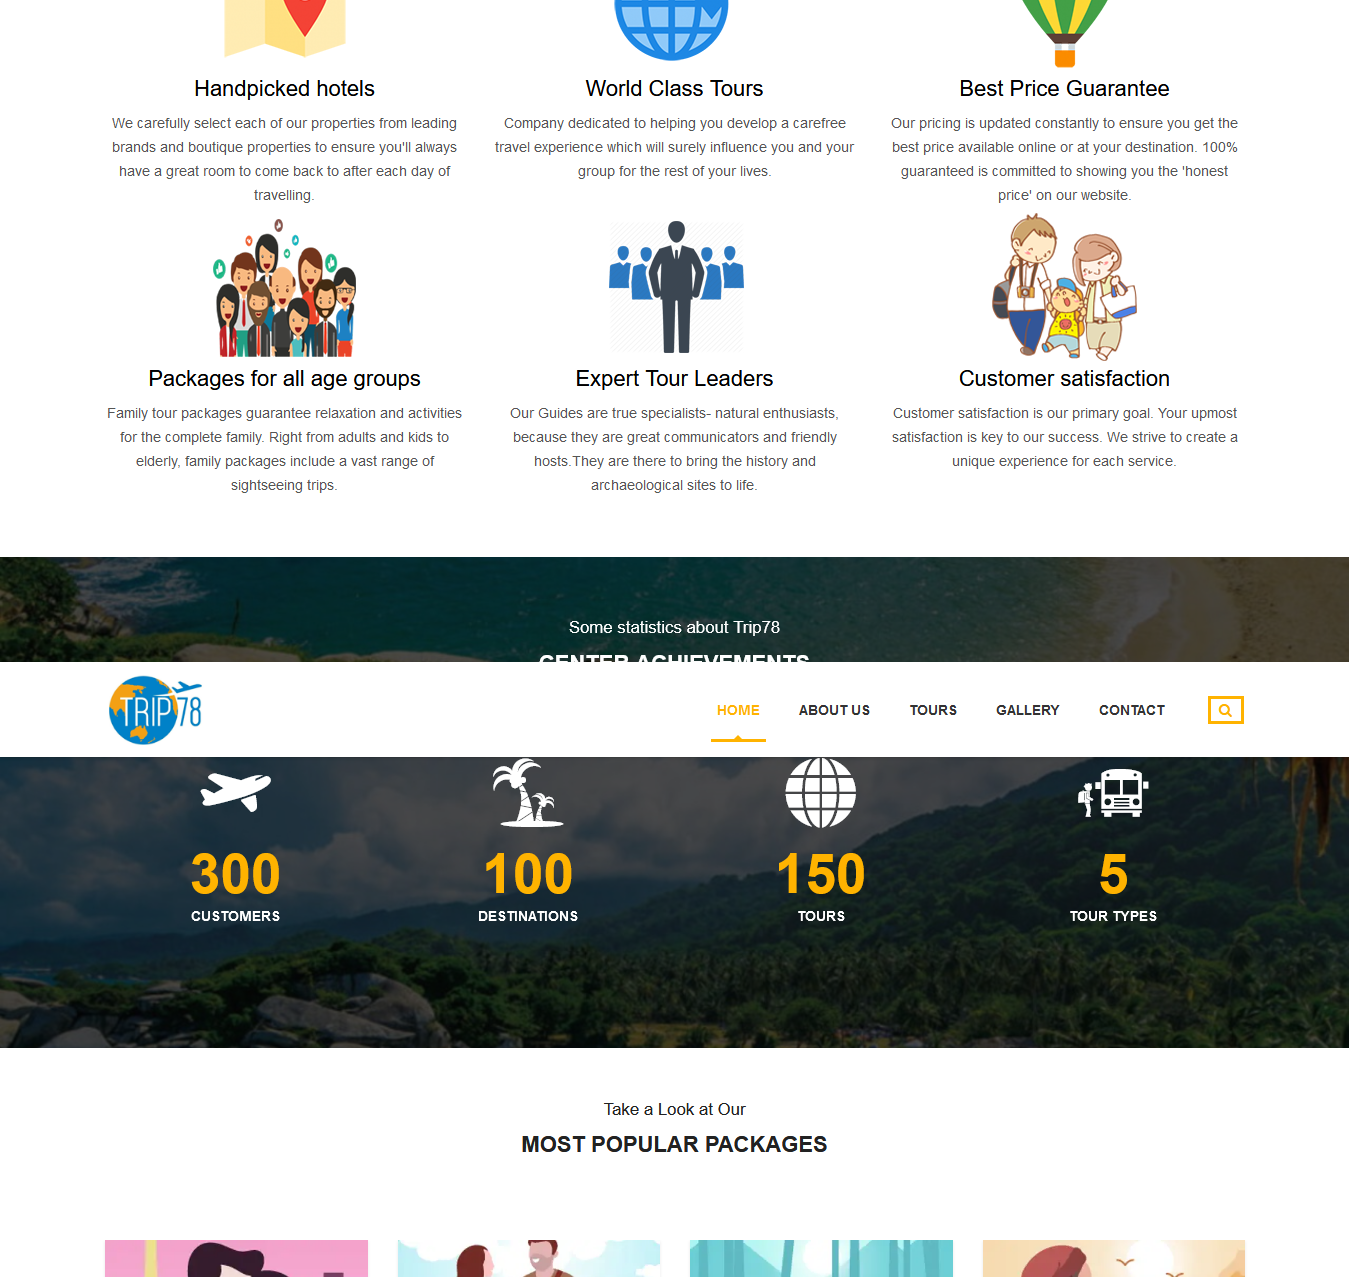 Handpicked hotels
We carefully select each of our properties from leading
brands and boutique properties to ensure you'll always
have a great room to come back to after each day of
travelling.
World Class Tours
Company dedicated to helping you develop a carefree
travel experience which will surely influence you and your
group for the rest of your lives.
Best Price Guarantee
Our pricing is updated constantly to ensure you get the
best price available online or at your destination. 100%
guaranteed is committed to showing you the 'honest
price' on our website.
Packages for all age groups
Family tour packages guarantee relaxation and activities
for the complete family. Right from adults and kids to
elderly, family packages include a vast range of
sightseeing trips.
Expert Tour Leaders
Our Guides are true specialists- natural enthusiasts,
because they are great communicators and friendly
hosts.They are there to bring the history and
archaeological sites to life.
Customer satisfaction
Customer satisfaction is our primary goal. Your upmost
satisfaction is key to our success. We strive to create a
unique experience for each service.
Some statistics about Trip78
CENTER ACHIEVEMENTS
TRIP78
HOME
ABOUT US
TOURS
GALLERY
CONTACT
300
CUSTOMERS
100
DESTINATIONS
150
TOURS
5
TOUR TYPES
Take a Look at Our
MOST POPULAR PACKAGES